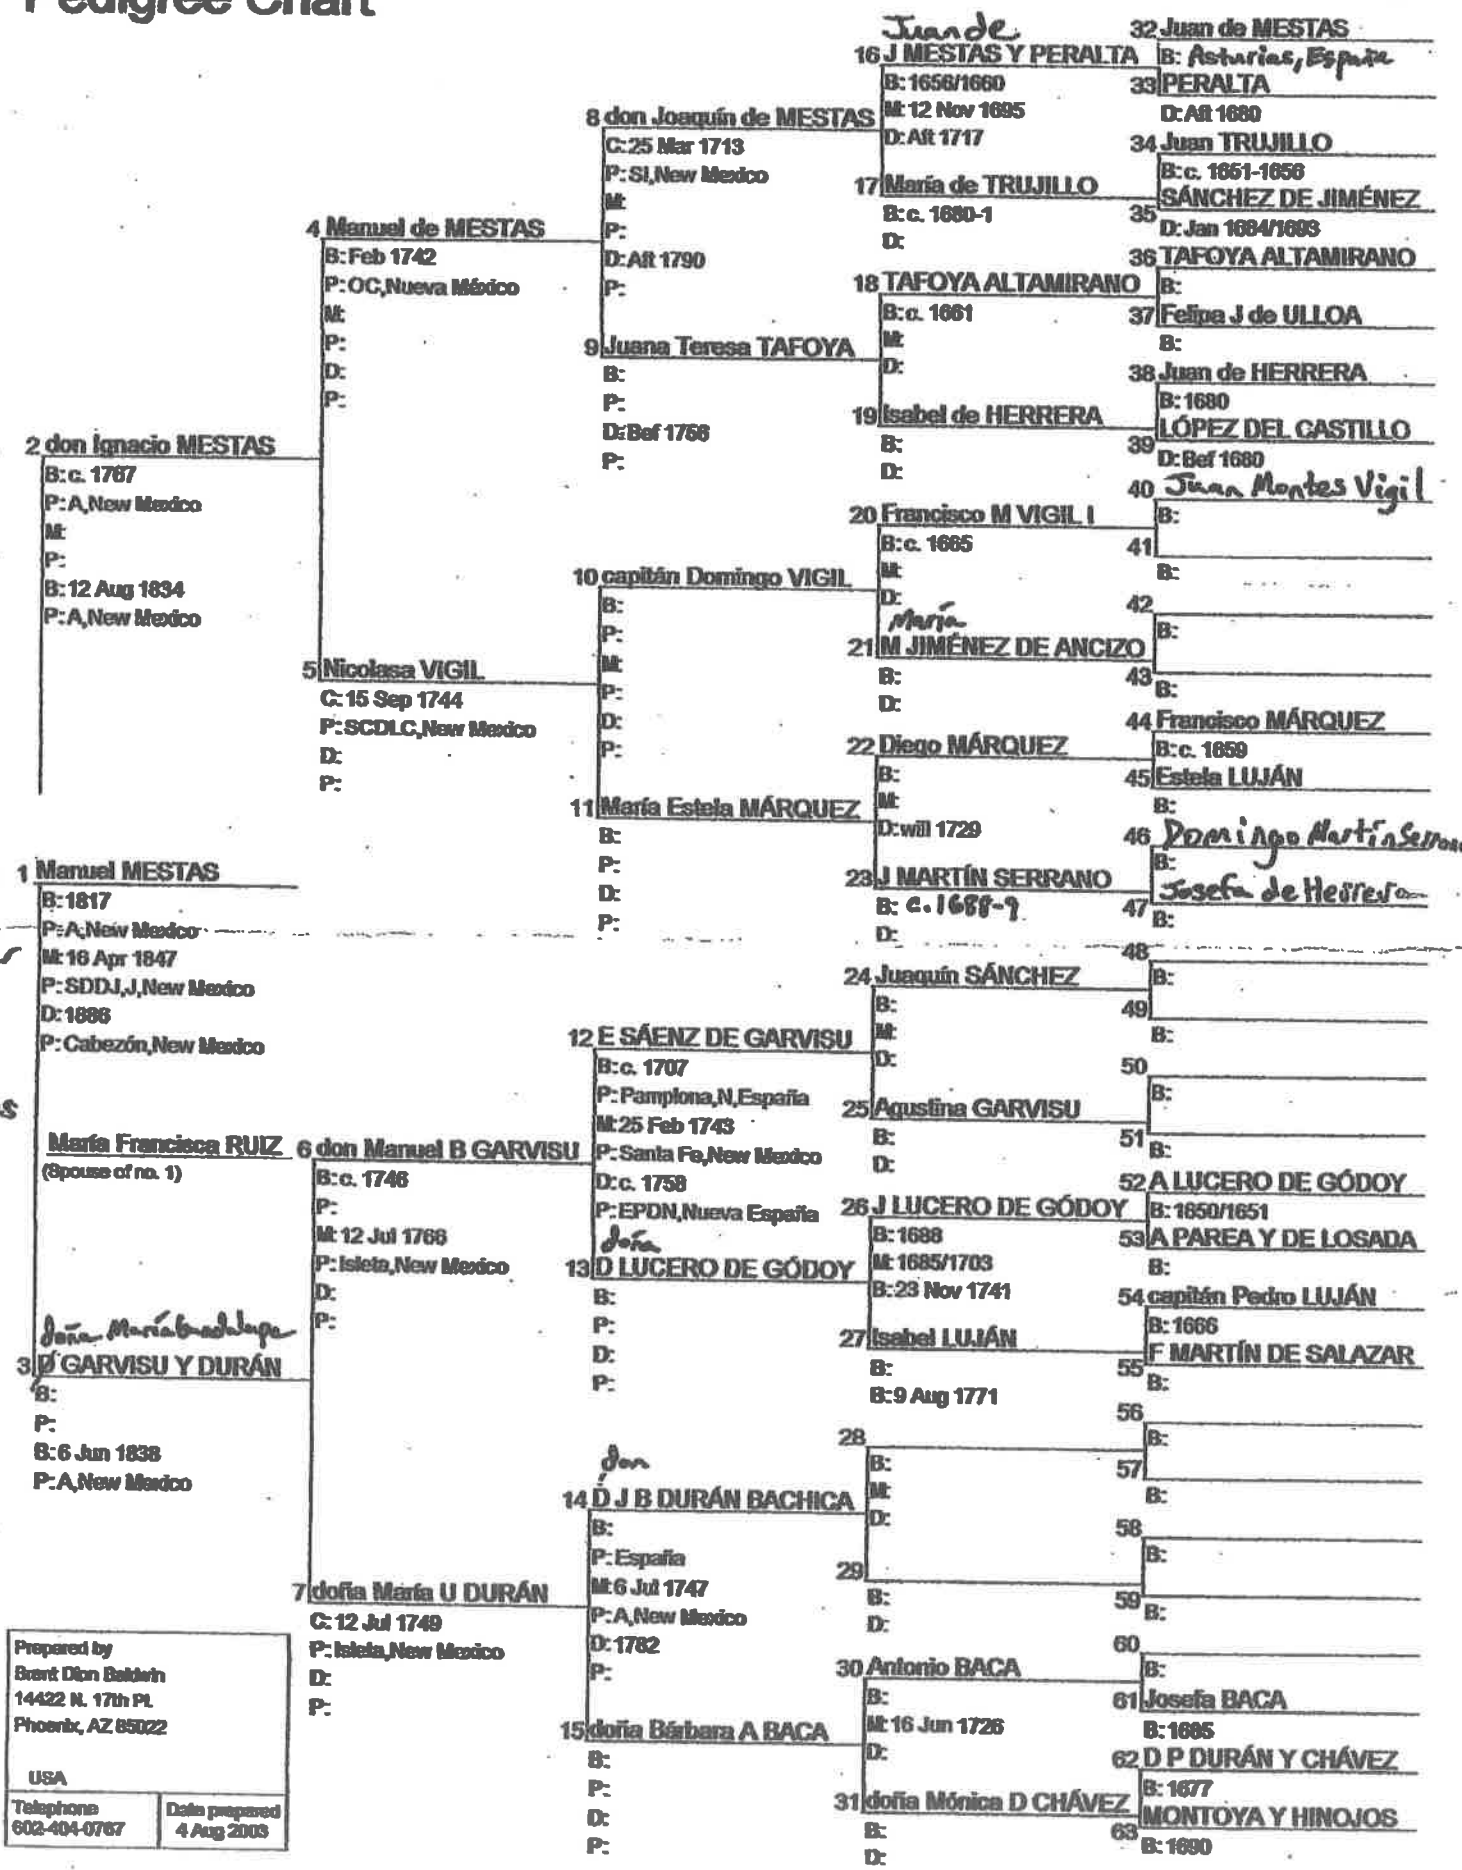 Pedigree Chart
2 don Ignacio MESTAS
B: c. 1767
P: A,New Mexico
M:
P:
B: 12 Aug 1834
P: A,New Mexico
1 Manuel MESTAS
B: 1817
P: A,New Mexico
M: 16 Apr 1847
P: SDDJ,J,New Mexico
D: 1886
P: Cabezón,New Mexico
María Francisca RUIZ
(Spouse of no. 1)
doña María Guadalupe
3 D GARVISU Y DURÁN
B:
P:
B: 6 Jun 1838
P: A,New Mexico
Prepared by
Brent Dion Baldwin
14422 N. 17th Pl.
Phoenix, AZ 85022
USA
Telephone
602-404-0767
Date prepared
4 Aug 2003
4 Manuel de MESTAS
B: Feb 1742
P: OC,Nueva México
M:
P:
D:
P:
5 Nicolasa VIGIL
C: 15 Sep 1744
P: SCDLC,New Mexico
D:
P:
6 don Manuel B GARVISU
B: c. 1746
P:
M: 12 Jul 1766
P: Isleta,New Mexico
D:
P:
7 doña María U DURÁN
C: 12 Jul 1749
P: Isleta,New Mexico
D:
P:
8 don Joaquín de MESTAS
C: 25 Mar 1713
P: SI,New Mexico
M:
P:
D: Aft 1790
P:
9 Juana Teresa TAFOYA
B:
P:
D: Bef 1756
P:
10 capitán Domingo VIGIL
B:
P:
M:
P:
D:
P:
11 María Estela MÁRQUEZ
B:
P:
D:
P:
12 E SÁENZ DE GARVISU
B: c. 1707
P: Pamplona,N,España
M: 25 Feb 1743
P: Santa Fe,New Mexico
D: c. 1758
P: EPDN,Nueva España
doña
13 D LUCERO DE GÓDOY
B:
P:
D:
P:
don
14 D J B DURÁN BACHICA
B:
P: España
M: 6 Jul 1747
P: A,New Mexico
D: 1782
P:
15 doña Bárbara A BACA
B:
P:
D:
P:
Juan de
16 J MESTAS Y PERALTA
B: 1656/1660
M: 12 Nov 1695
D: Aft 1717
17 María de TRUJILLO
B: c. 1680-1
D:
18 TAFOYA ALTAMIRANO
B: c. 1661
M:
D:
19 Isabel de HERRERA
B:
D:
20 Francisco M VIGIL I
B: c. 1665
M:
D:
María
21 M JIMÉNEZ DE ANCIZO
B:
D:
22 Diego MÁRQUEZ
B:
M:
D: will 1729
23 J MARTÍN SERRANO
B: c. 1688-9
D:
24 Juaquín SÁNCHEZ
B:
M:
D:
25 Agustina GARVISU
B:
D:
26 J LUCERO DE GÓDOY
B: 1688
M: 1685/1703
B: 23 Nov 1741
27 Isabel LUJÁN
B:
B: 9 Aug 1771
28
B:
M:
D:
29
B:
D:
30 Antonio BACA
B:
M: 16 Jun 1726
D:
31 doña Mónica D CHÁVEZ
B:
D:
32 Juan de MESTAS
B: Asturias, España
33 PERALTA
D: Aft 1680
34 Juan TRUJILLO
B: c. 1651-1656
SÁNCHEZ DE JIMÉNEZ
35
D: Jan 1684/1693
36 TAFOYA ALTAMIRANO
B:
37 Felipa J de ULLOA
B:
38 Juan de HERRERA
B: 1680
LÓPEZ DEL CASTILLO
39
D: Bef 1680
40 Juan Montes Vigil
B:
41
B:
42
B:
43
B:
44 Francisco MÁRQUEZ
B: c. 1659
45 Estela LUJÁN
B:
46 Domingo Martín Serrano
B:
Josefa de Herrera
47
B:
48
B:
49
B:
50
B:
51
B:
52 A LUCERO DE GÓDOY
B: 1650/1651
53 A PAREA Y DE LOSADA
B:
54 capitán Pedro LUJÁN
B: 1666
F MARTÍN DE SALAZAR
55
B:
56
B:
57
B:
58
B:
59
B:
60
B:
61 Josefa BACA
B: 1685
62 D P DURÁN Y CHÁVEZ
B: 1677
MONTOYA Y HINOJOS
63
B: 1690